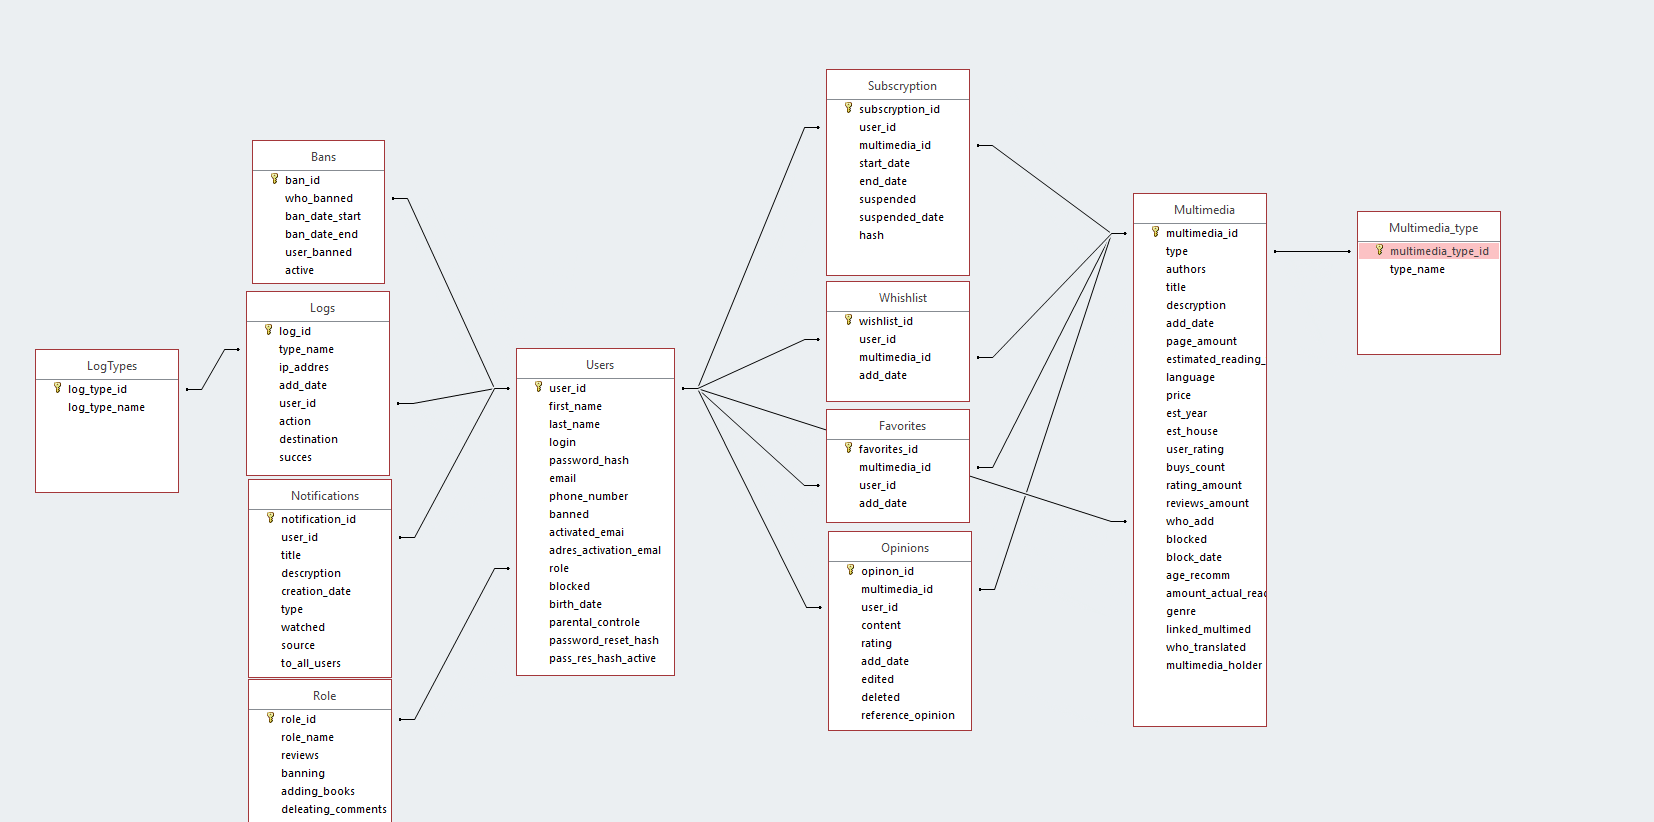 LogTypes
log_type_id
log_type_name
Bans
ban_id
who_banned
ban_date_start
ban_date_end
user_banned
active
Logs
log_id
type_name
ip_addres
add_date
user_id
action
destination
succes
Notifications
notification_id
user_id
title
descryption
creation_date
type
watched
source
to_all_users
Role
role_id
role_name
reviews
banning
adding_books
deleating_comments
Users
user_id
first_name
last_name
login
password_hash
email
phone_number
banned
activated_emai
adres_activation_emal
role
blocked
birth_date
parental_controle
password_reset_hash
pass_res_hash_active
Subscryption
subscryption_id
user_id
multimedia_id
start_date
end_date
suspended
suspended_date
hash
Whishlist
wishlist_id
user_id
multimedia_id
add_date
Favorites
favorites_id
multimedia_id
user_id
add_date
Opinions
opinon_id
multimedia_id
user_id
content
rating
add_date
edited
deleted
reference_opinion
Multimedia
multimedia_id
type
authors
title
descryption
add_date
page_amount
estimated_reading_
language
price
est_year
est_house
user_rating
buys_count
rating_amount
reviews_amount
who_add
blocked
block_date
age_recomm
amount_actual_reac
genre
linked_multimed
who_translated
multimedia_holder
Multimedia_type
multimedia_type_id
type_name